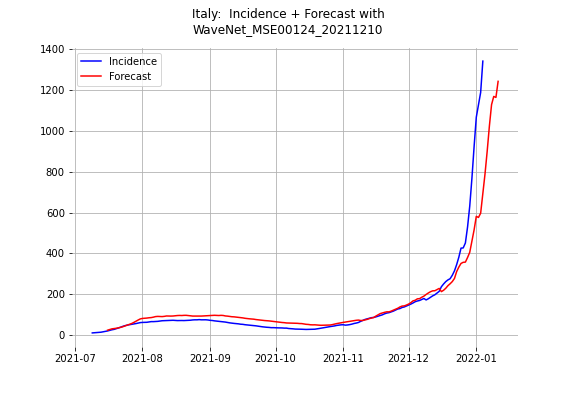 Italy:  Incidence + Forecast with
WaveNet_MSE00124_20211210
1400
1200
1000
800
600
400
200
0
Incidence
Forecast
2021-07 2021-08 2021-09 2021-10 2021-11 2021-12 2022-01